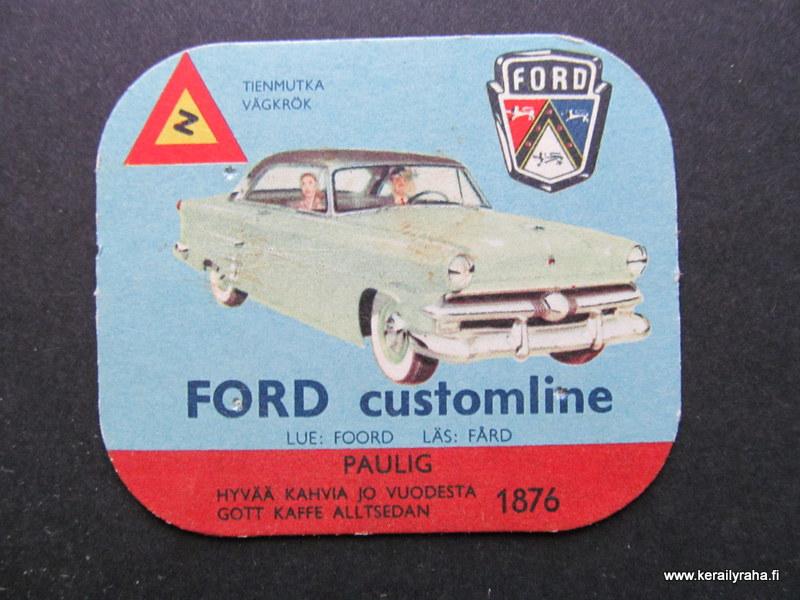 TIENMUTKA
VÄGKRÖK
FORD
FORD customline
LUE: FOORD LÄS: FÅRD
PAULIG
HYVÄÄ KAHVIA JO VUODESTA 1876
GOTT KAFFE ALLTSEDAN
www.kerailyraha.fi